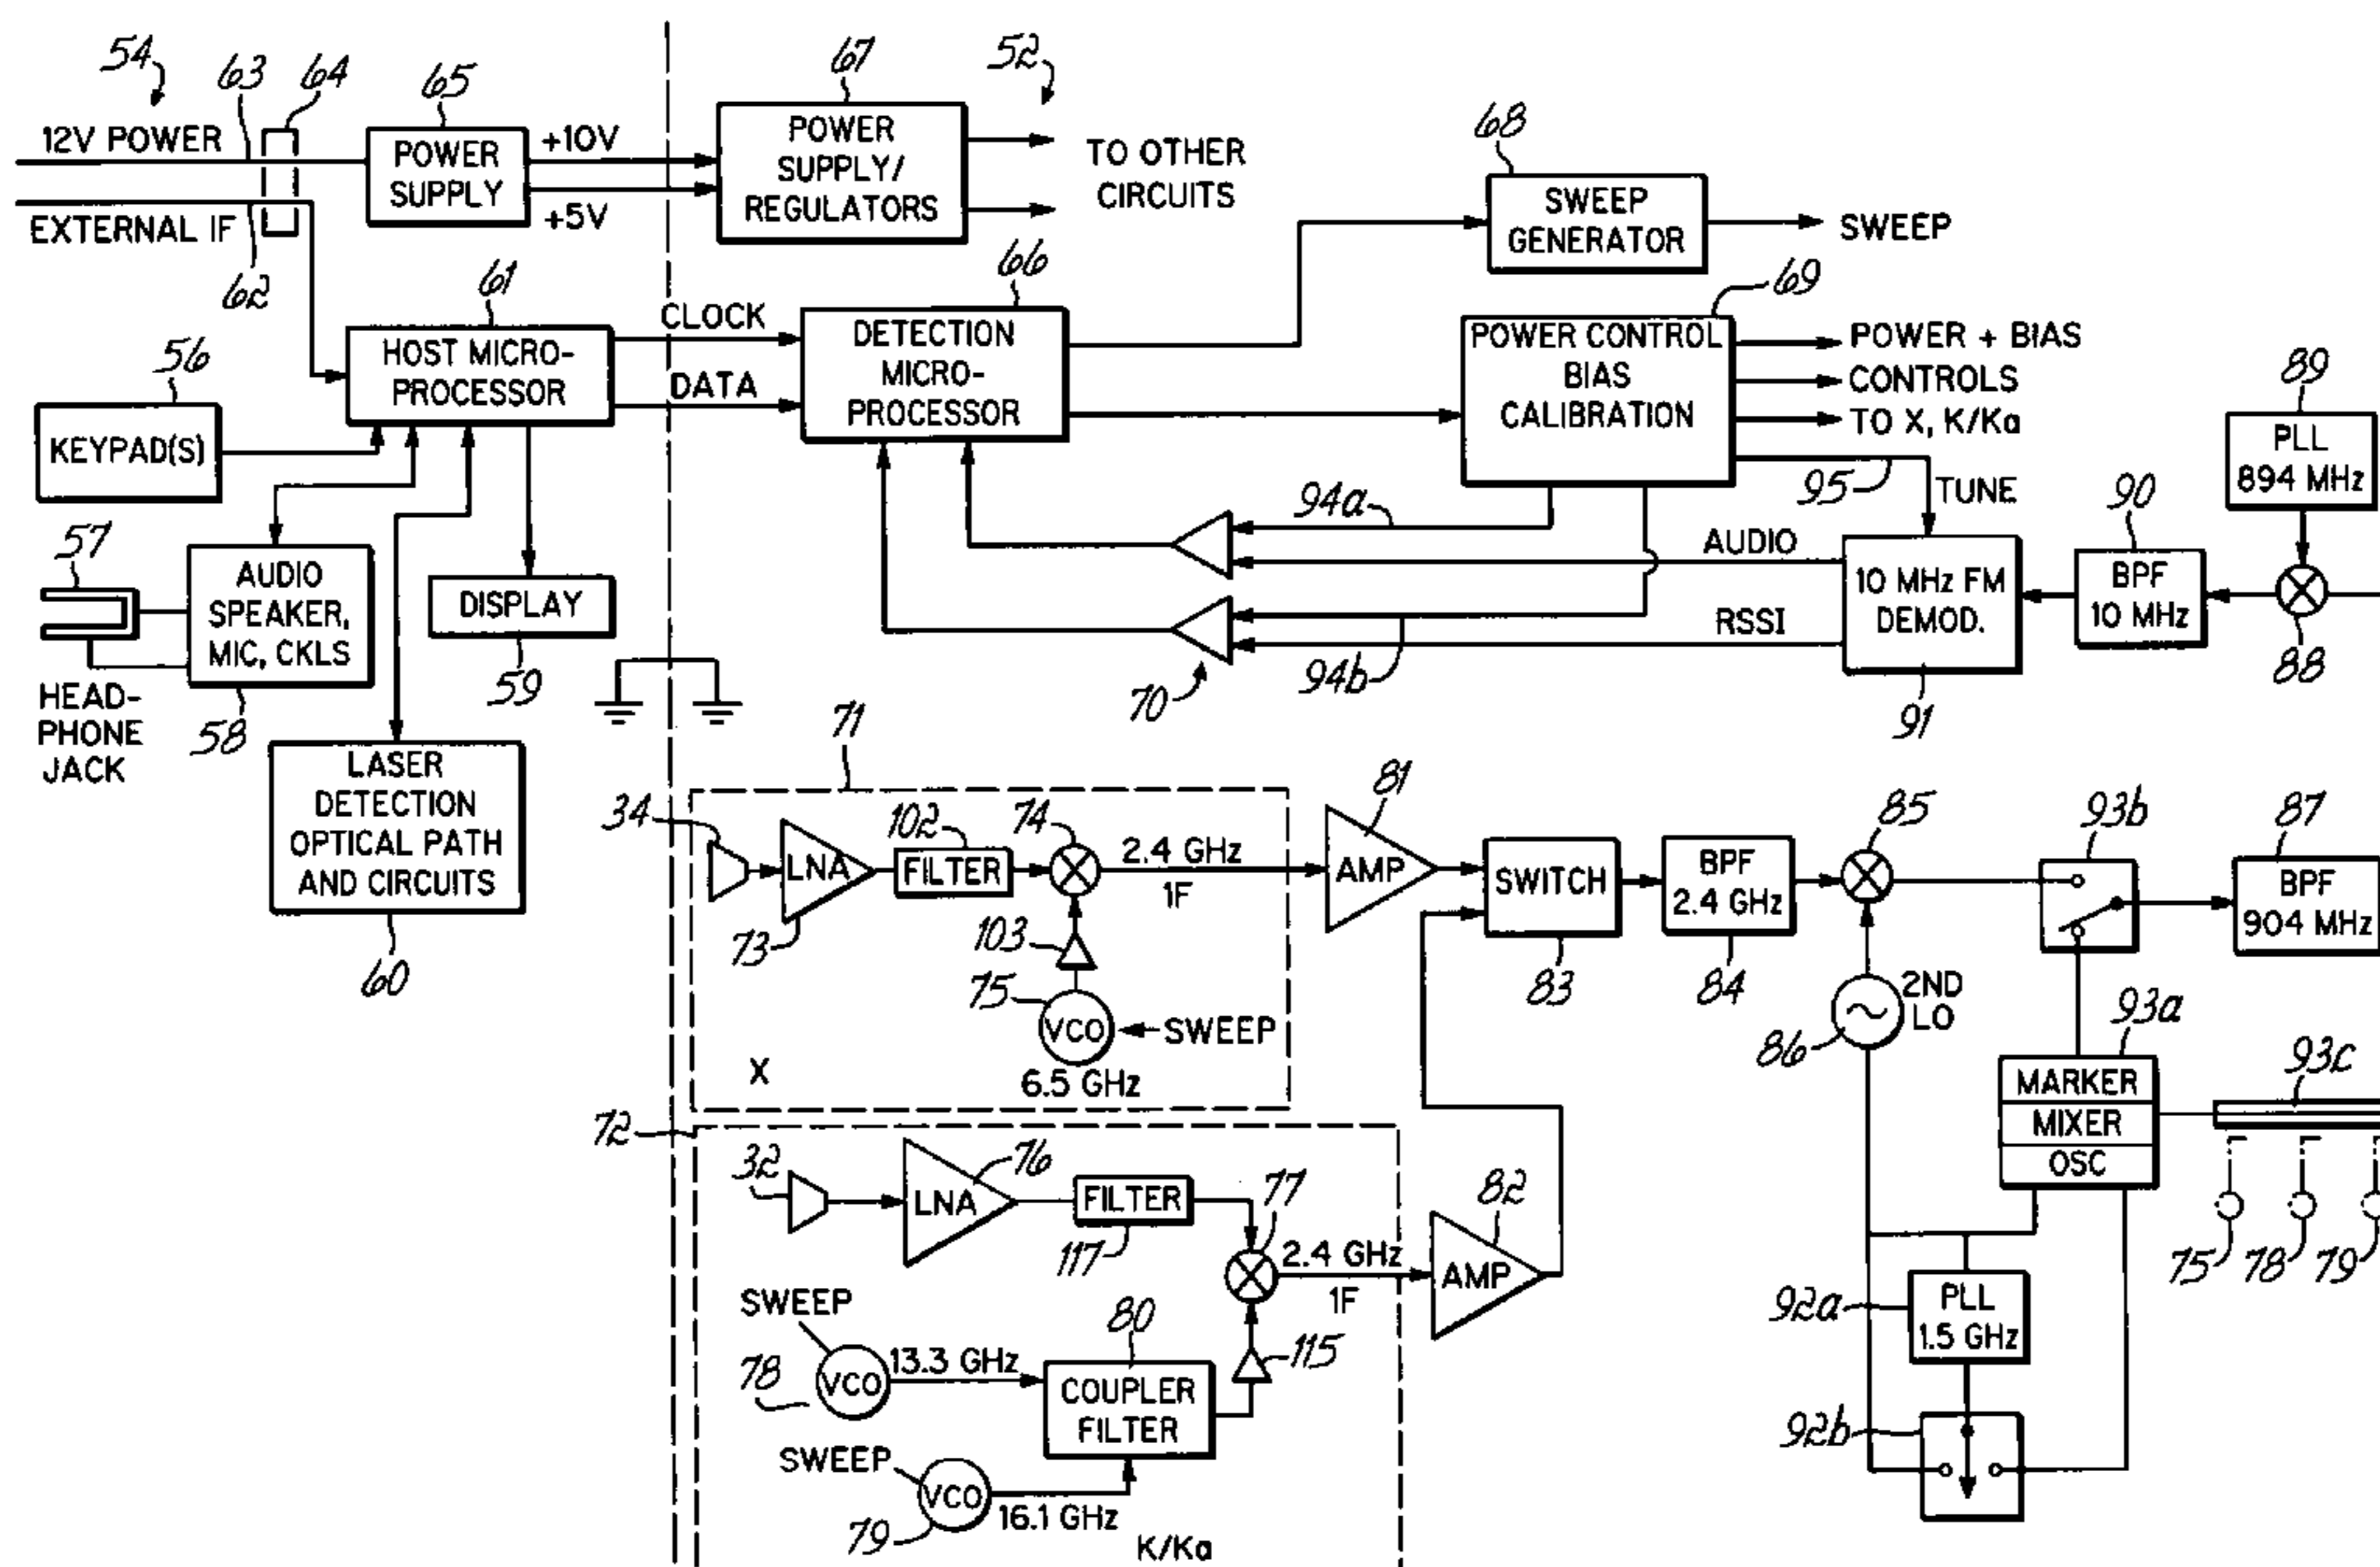 54
63
64
65
67
52
12V POWER
EXTERNAL IF
62
POWER
SUPPLY
+10V
+5V
POWER
SUPPLY/
REGULATORS
TO OTHER
CIRCUITS
68
SWEEP
GENERATOR
SWEEP
61
HOST MICRO-
PROCESSOR
CLOCK
DATA
66
DETECTION
MICRO-
PROCESSOR
69
POWER CONTROL
BIAS
CALIBRATION
POWER + BIAS
CONTROLS
TO X, K/Ka
95
TUNE
89
PLL
894 MHz
56
KEYPAD(S)
57
HEAD-
PHONE
JACK
AUDIO
SPEAKER,
MIC, CKLS
58
DISPLAY
59
94a
AUDIO
94b
RSSI
70
10 MHz FM
DEMOD.
91
90
BPF
10 MHz
88
LASER
DETECTION
OPTICAL PATH
AND CIRCUITS
60
71
34
LNA
73
102
FILTER
74
2.4 GHz
1F
103
75
VCO
SWEEP
6.5 GHz
X
81
AMP
SWITCH
83
BPF
2.4 GHz
84
85
86
2ND
LO
93b
87
BPF
904 MHz
93a
MARKER
MIXER
OSC
93c
75
78
79
72
32
76
LNA
FILTER
117
77
2.4 GHz
1F
82
AMP
SWEEP
78
VCO
13.3 GHz
80
COUPLER
FILTER
115
SWEEP
VCO
79
16.1 GHz
K/Ka
92a
PLL
1.5 GHz
92b